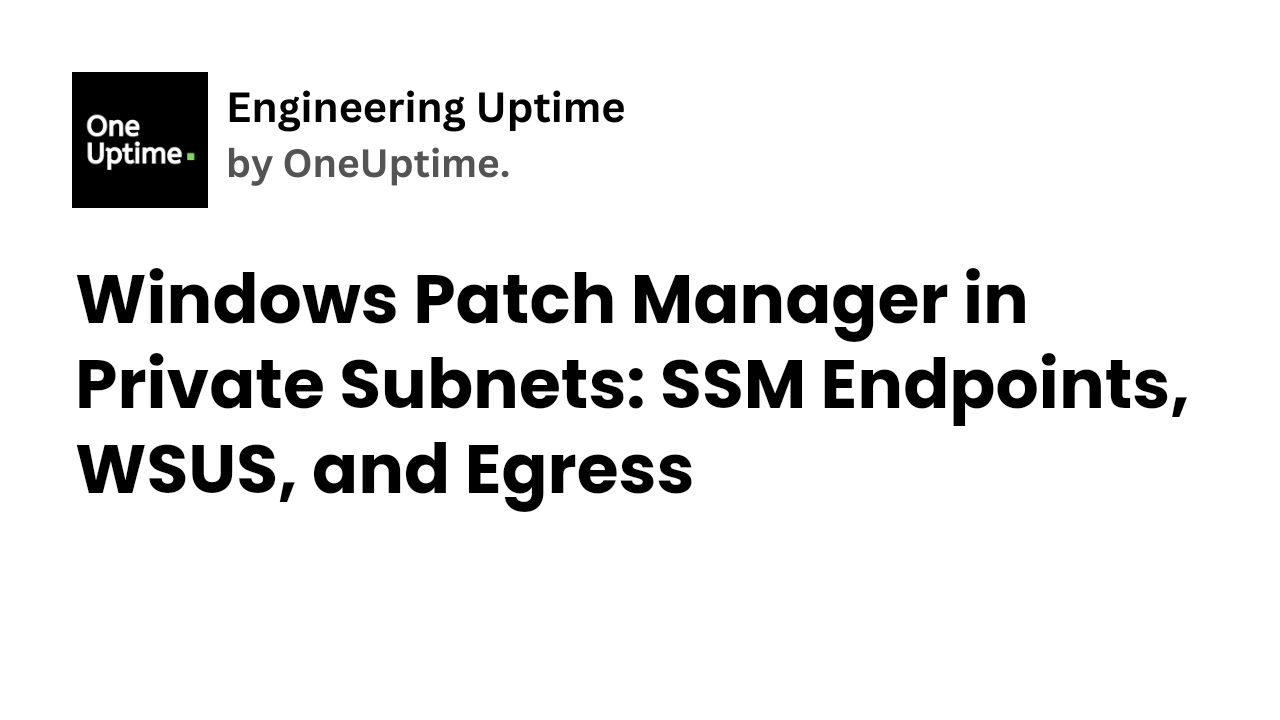 One
Uptime
Engineering Uptime
by OneUptime.
Windows Patch Manager in
Private Subnets: SSM Endpoints,
WSUS, and Egress